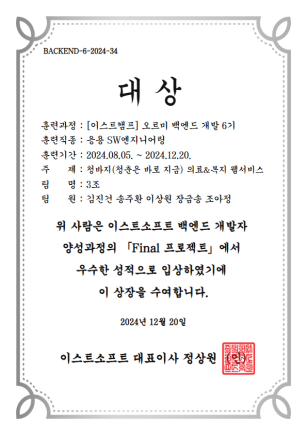 BACKEND-6-2024-34
대 상
훈련과정 : [이스트캠프] 오르미 백엔드 개발 6기
훈련직종 : 응용 SW엔지니어링
훈련기간 : 2024.08.05. ~ 2024.12.20.
주 제 : 청바지(청춘은 바로 지금) 의료&복지 웹서비스
팀 명 : 3조
팀 원 : 김진건 송주환 이상원 장금송 조아정
위 사람은 이스트소프트 백엔드 개발자
양성과정의 「Final 프로젝트」에서
우수한 성적으로 입상하였기에
이 상장을 수여합니다.
2024년 12월 20일
이스트소프트 대표이사 정상원 (인)